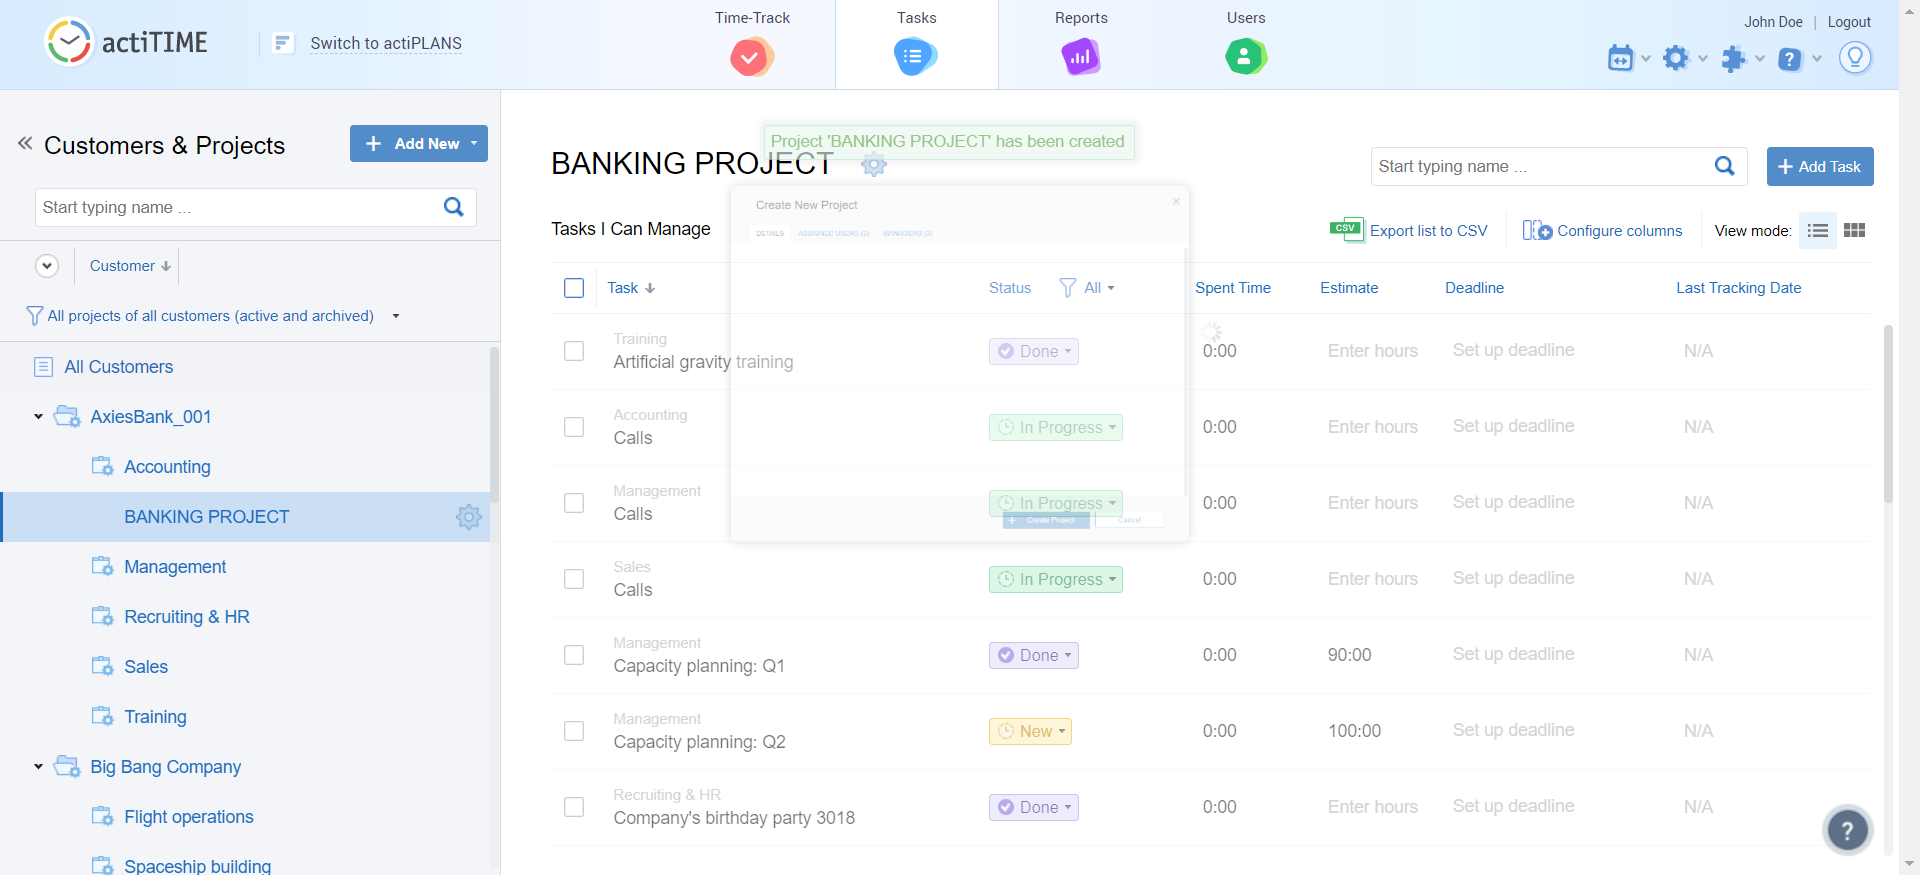 actiTIME
Switch to actiPLANS
Time-Track
Tasks
Reports
Users
John Doe | Logout
Customers & Projects
Add New
Start typing name ...
Customer
All projects of all customers (active and archived)
All Customers
AxiesBank_001
Accounting
BANKING PROJECT
Management
Recruiting & HR
Sales
Training
Big Bang Company
Flight operations
Spaceship building
Project 'BANKING PROJECT' has been created
BANKING PROJECT
Start typing name ...
Add Task
Tasks I Can Manage
CSV Export list to CSV
Configure columns
View mode:
Create New Project
DETAILS ASSIGNED USERS (0) MANAGERS (3)
Task Status All Spent Time Estimate Deadline Last Tracking Date
Training
Artificial gravity training Done 0:00 Enter hours Set up deadline N/A
Accounting
Calls In Progress 0:00 Enter hours Set up deadline N/A
Management
Calls In Progress 0:00 Enter hours Set up deadline N/A
Create Project Cancel
Sales
Calls In Progress 0:00 Enter hours Set up deadline N/A
Management
Capacity planning: Q1 Done 0:00 90:00 Set up deadline N/A
Management
Capacity planning: Q2 New 0:00 100:00 Set up deadline N/A
Recruiting & HR
Company's birthday party 3018 Done 0:00 Enter hours Set up deadline N/A
?